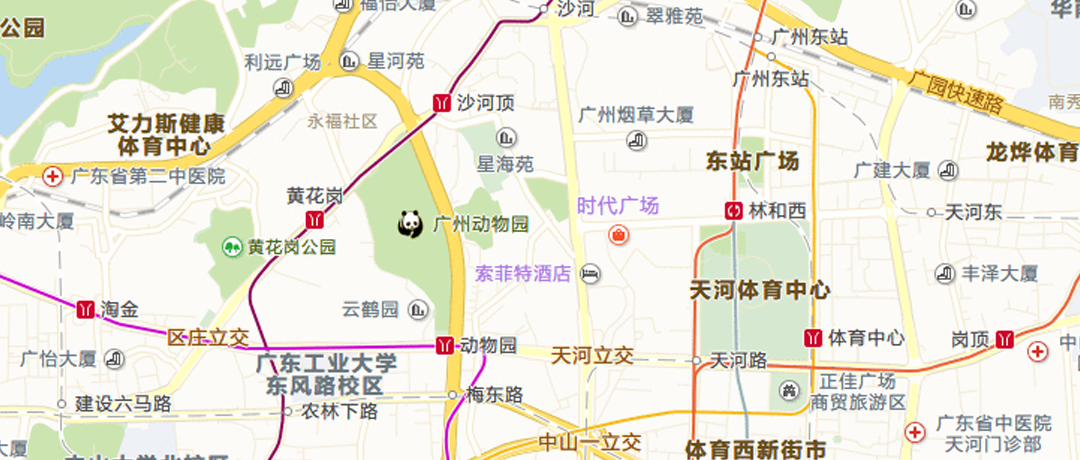 福怡大厦
沙河
翠雅苑
公园
广州东站
利远广场
星河苑
广州东站
广园快速路
沙河顶
南秀
广州烟草大厦
艾力斯健康
体育中心
永福社区
星海苑
东站广场
龙烨体育
广建大厦
广东省第二中医院
黄花岗
时代广场
林和西
天河东
岭南大厦
广州动物园
黄花岗公园
索菲特酒店
丰泽大厦
天河体育中心
淘金
云鹤园
区庄立交
体育中心
岗顶
动物园
天河立交
天河路
广怡大厦
广东工业大学
东风路校区
正佳广场
商贸旅游区
梅东路
建设六马路
农林下路
广东省中医院
天河门诊部
中山一立交
体育西新街市
大厦